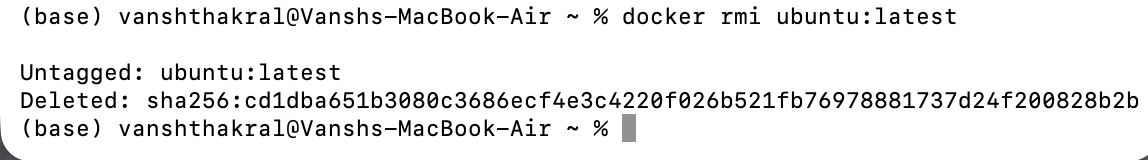 (base) vanshthakral@Vanshs-MacBook-Air ~ % docker rmi ubuntu:latest
Untagged: ubuntu:latest
Deleted: sha256:cd1dba651b3080c3686ecf4e3c4220f026b521fb76978881737d24f200828b2b
(base) vanshthakral@Vanshs-MacBook-Air ~ %